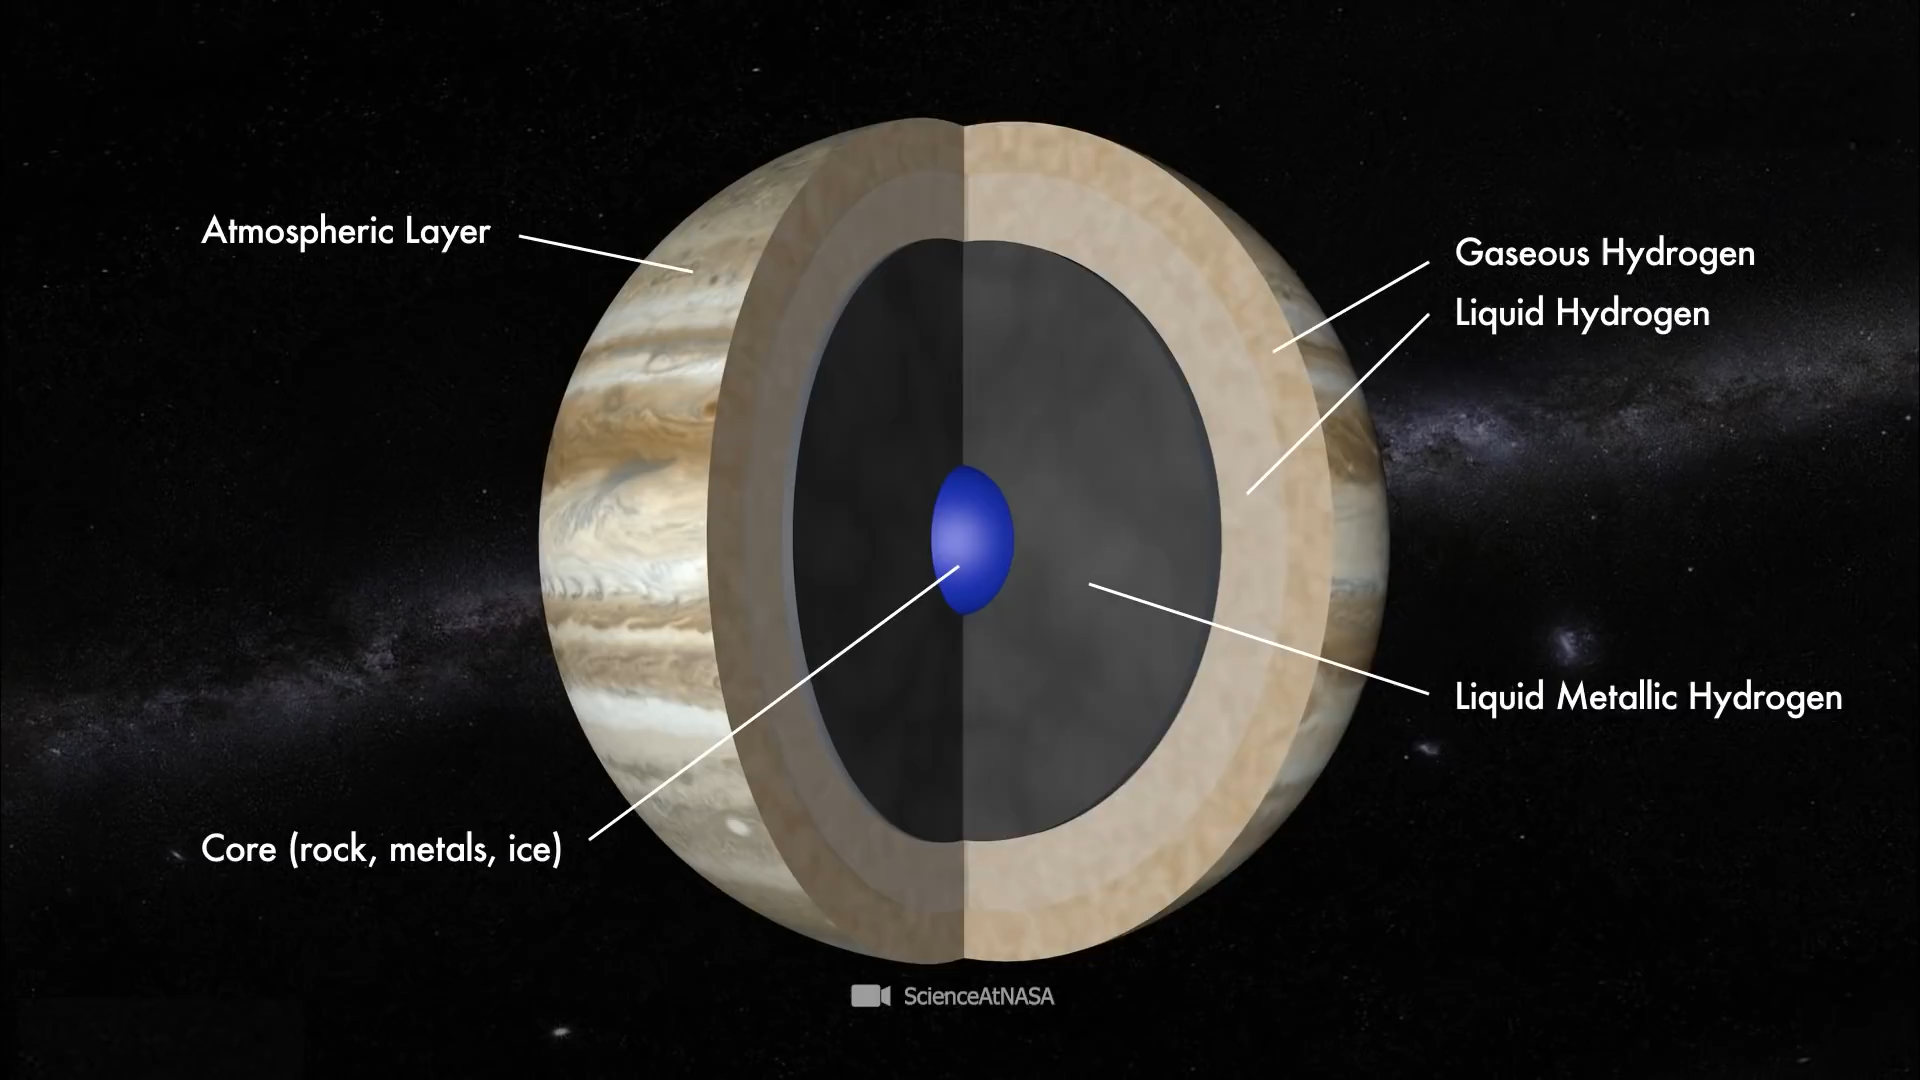 Atmospheric Layer
Gaseous Hydrogen
Liquid Hydrogen
Liquid Metallic Hydrogen
Core (rock, metals, ice)
ScienceAtNASA